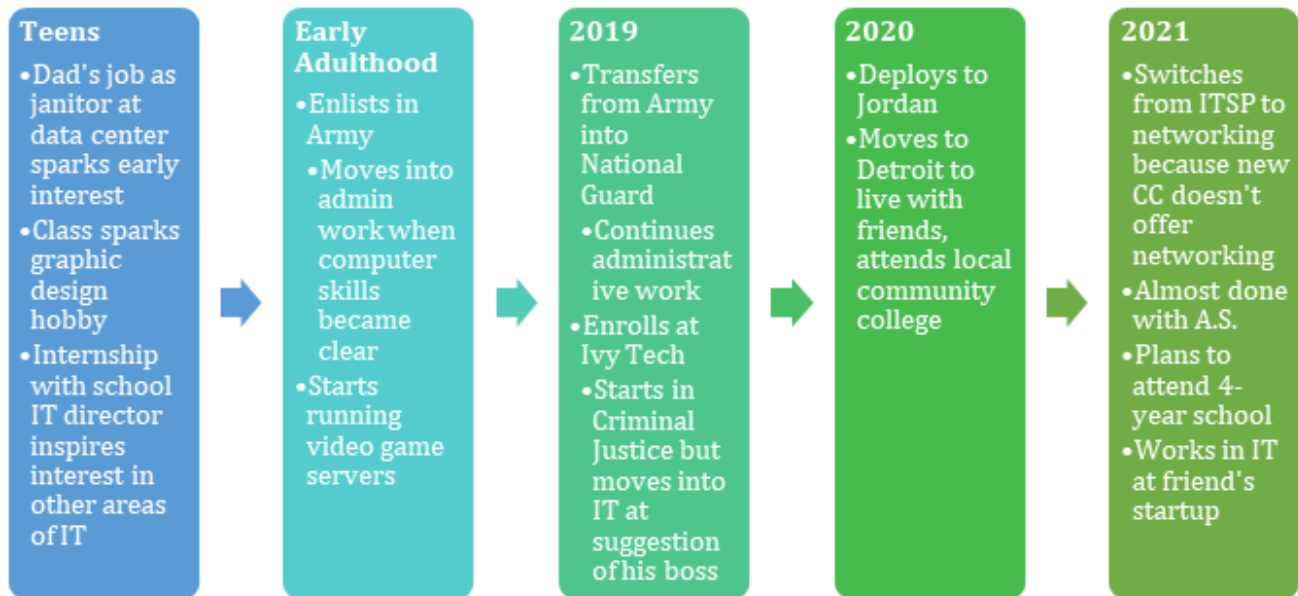 Teens
•Dad's job as
janitor at
data center
sparks early
interest
•Class sparks
graphic
design
hobby
•Internship
with school
IT director
inspires
interest in
other areas
of IT
Early
Adulthood
•Enlists in
Army
•Moves into
admin
work when
computer
skills
became
clear
•Starts
running
video game
servers
2019
•Transfers
from Army
into
National
Guard
•Continues
administrat
ive work
•Enrolls at
Ivy Tech
•Starts in
Criminal
Justice but
moves into
IT at
suggestion
of his boss
2020
•Deploys to
Jordan
•Moves to
Detroit to
live with
friends,
attends local
community
college
2021
•Switches
from ITSP to
networking
because new
CC doesn't
offer
networking
•Almost done
with A.S.
•Plans to
attend 4-
year school
•Works in IT
at friend's
startup